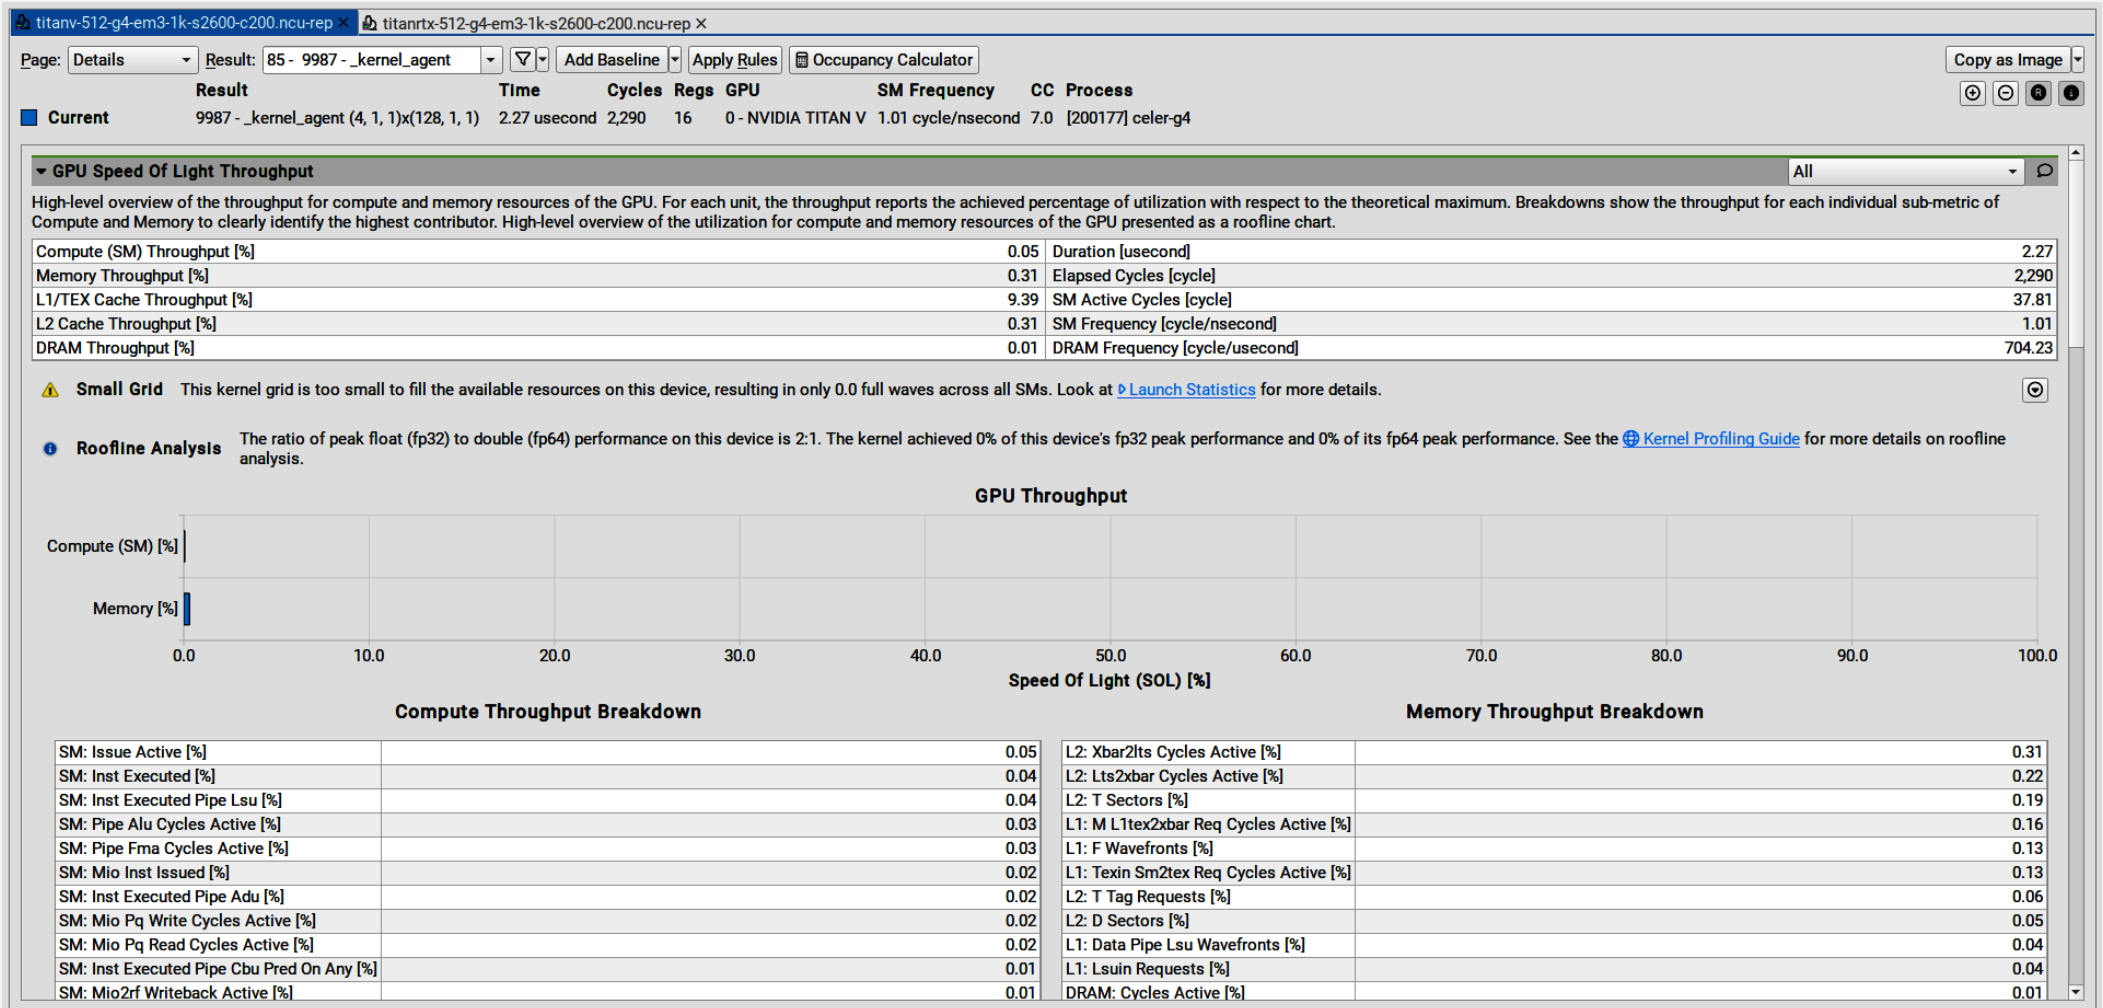 titanv-512-g4-em3-1k-s2600-c200.ncu-rep × titanrtx-512-g4-em3-1k-s2600-c200.ncu-rep ×
Page: Details Result: 85 - 9987 - _kernel_agent Add Baseline Apply Rules Occupancy Calculator Copy as Image
Result Time Cycles Regs GPU SM Frequency CC Process
Current 9987 - _kernel_agent (4, 1, 1)x(128, 1, 1) 2.27 usecond 2,290 16 0 - NVIDIA TITAN V 1.01 cycle/nsecond 7.0 [200177] celer-g4
GPU Speed Of Light Throughput All
High-level overview of the throughput for compute and memory resources of the GPU. For each unit, the throughput reports the achieved percentage of utilization with respect to the theoretical maximum. Breakdowns show the throughput for each individual sub-metric of
Compute and Memory to clearly identify the highest contributor. High-level overview of the utilization for compute and memory resources of the GPU presented as a roofline chart.
Compute (SM) Throughput [%] 0.05 Duration [usecond] 2.27
Memory Throughput [%] 0.31 Elapsed Cycles [cycle] 2,290
L1/TEX Cache Throughput [%] 9.39 SM Active Cycles [cycle] 37.81
L2 Cache Throughput [%] 0.31 SM Frequency [cycle/nsecond] 1.01
DRAM Throughput [%] 0.01 DRAM Frequency [cycle/usecond] 704.23
Small Grid This kernel grid is too small to fill the available resources on this device, resulting in only 0.0 full waves across all SMs. Look at Launch Statistics for more details.
Roofline Analysis The ratio of peak float (fp32) to double (fp64) performance on this device is 2:1. The kernel achieved 0% of this device's fp32 peak performance and 0% of its fp64 peak performance. See the Kernel Profiling Guide for more details on roofline
analysis.
GPU Throughput
Compute (SM) [%]
Memory [%]
0.0 10.0 20.0 30.0 40.0 50.0 60.0 70.0 80.0 90.0 100.0
Speed Of Light (SOL) [%]
Compute Throughput Breakdown Memory Throughput Breakdown
SM: Issue Active [%] 0.05 L2: Xbar2lts Cycles Active [%] 0.31
SM: Inst Executed [%] 0.04 L2: Lts2xbar Cycles Active [%] 0.22
SM: Inst Executed Pipe Lsu [%] 0.04 L2: T Sectors [%] 0.19
SM: Pipe Alu Cycles Active [%] 0.03 L1: M L1tex2xbar Req Cycles Active [%] 0.16
SM: Pipe Fma Cycles Active [%] 0.03 L1: F Wavefronts [%] 0.13
SM: Mio Inst Issued [%] 0.02 L1: Texin Sm2tex Req Cycles Active [%] 0.13
SM: Inst Executed Pipe Adu [%] 0.02 L2: T Tag Requests [%] 0.06
SM: Mio Pq Write Cycles Active [%] 0.02 L2: D Sectors [%] 0.05
SM: Mio Pq Read Cycles Active [%] 0.02 L1: Data Pipe Lsu Wavefronts [%] 0.04
SM: Inst Executed Pipe Cbu Pred On Any [%] 0.01 L1: Lsuin Requests [%] 0.04
SM: Mio2rf Writeback Active [%] 0.01 DRAM: Cycles Active [%] 0.01